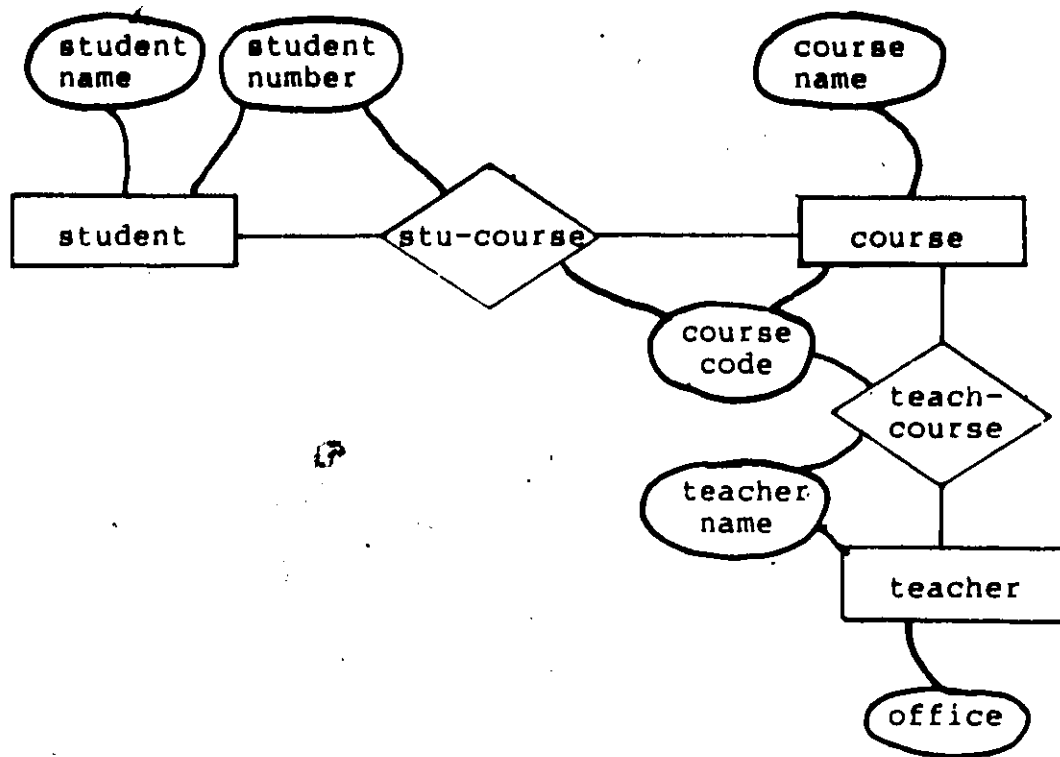 student
name
student
number
course
name
student
stu-course
course
course
code
teach-
course
teacher
name
teacher
office